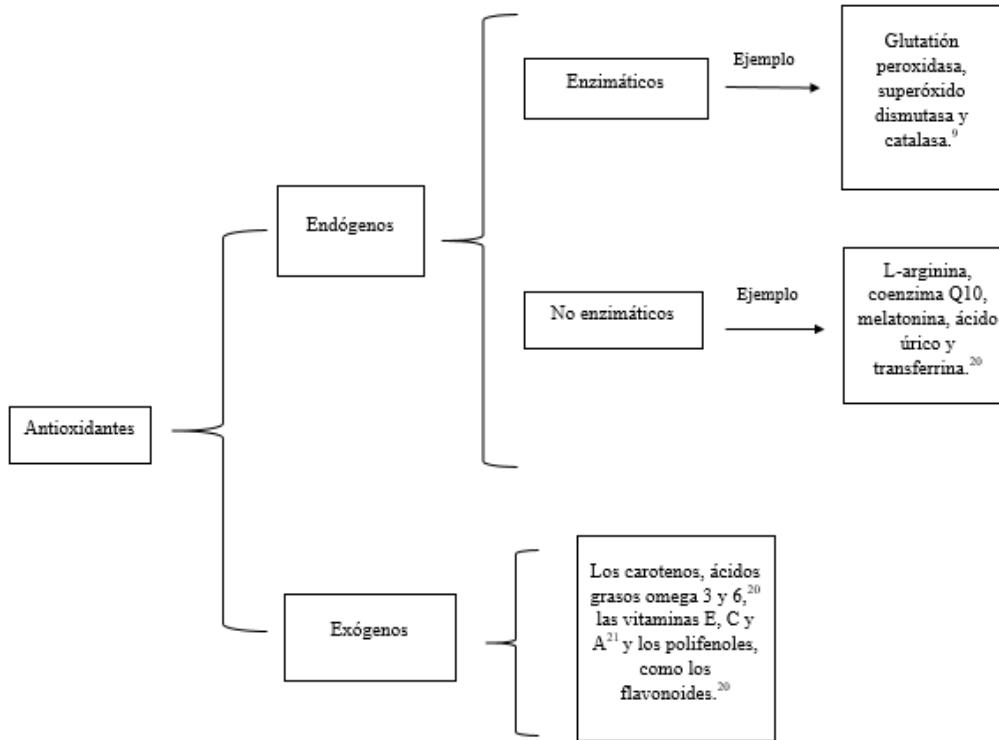 Antioxidantes
Endógenos
Enzimáticos
Ejemplo
Glutatión
peroxidasa,
superóxido
dismutasa y
catalasa.⁹
No enzimáticos
Ejemplo
L-arginina,
coenzima Q10,
melatonina, ácido
úrico y
transferrina.²⁰
Exógenos
Los carotenos, ácidos
grasos omega 3 y 6,²⁰
las vitaminas E, C y
A²¹ y los polifenoles,
como los
flavonoides.²⁰